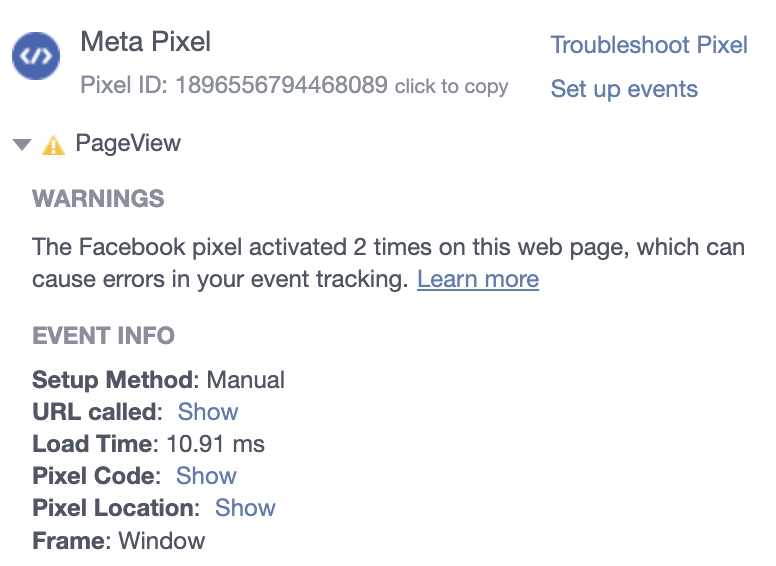 Meta Pixel
Troubleshoot Pixel
Pixel ID: 1896556794468089 click to copy
Set up events
PageView
WARNINGS
The Facebook pixel activated 2 times on this web page, which can
cause errors in your event tracking. Learn more
EVENT INFO
Setup Method: Manual
URL called: Show
Load Time: 10.91 ms
Pixel Code: Show
Pixel Location: Show
Frame: Window